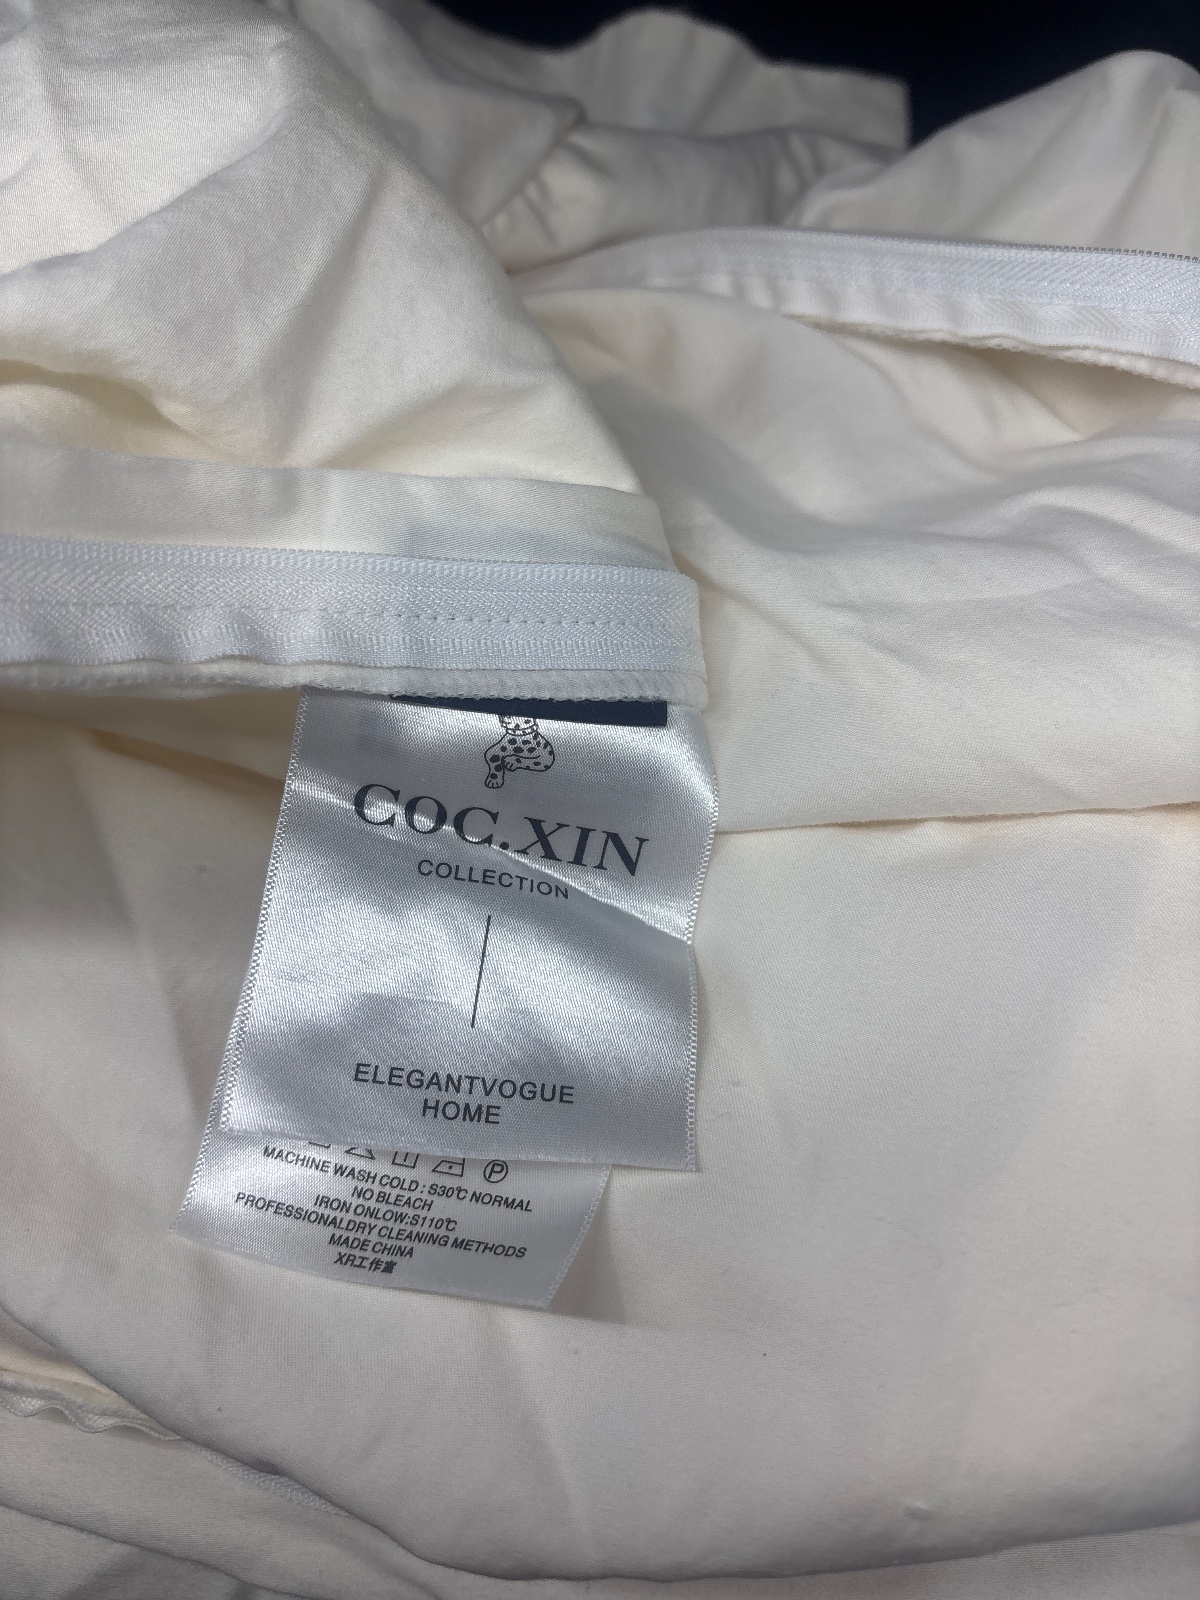 COC.XIN
COLLECTION
ELEGANTVOGUE
HOME
P
MACHINE WASH COLD : S30℃ NORMAL
NO BLEACH
IRON ONLOW:S110℃
PROFESSIONALDRY CLEANING METHODS
MADE CHINA
XR工作室